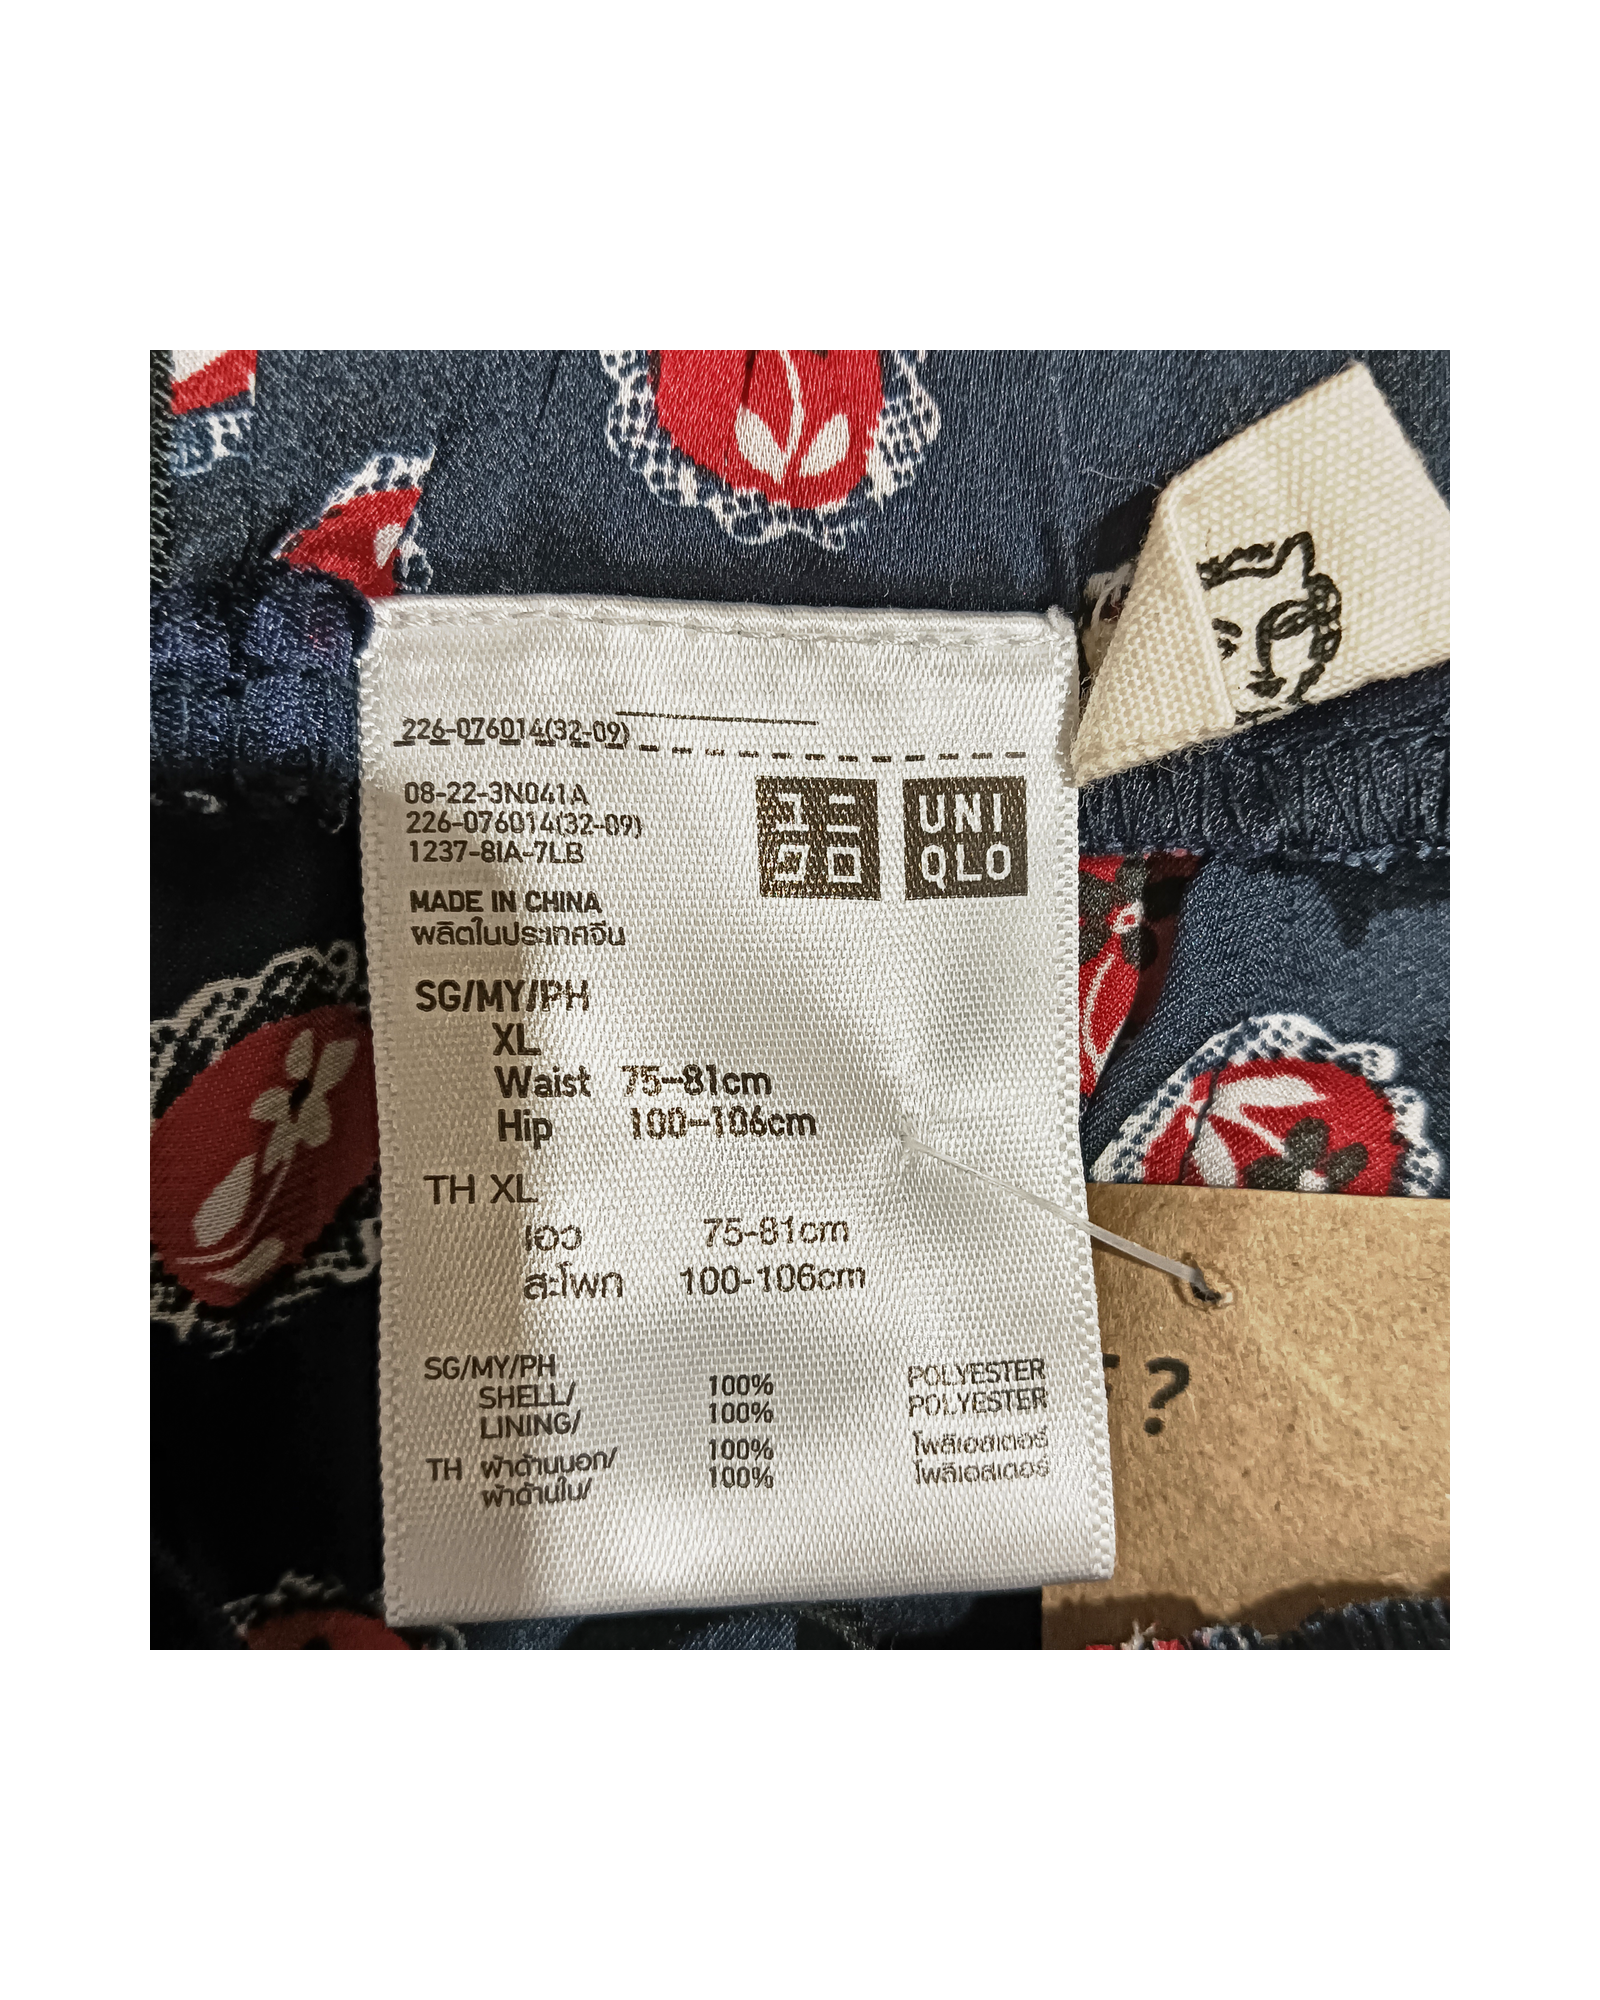 226-076014(32-09)
08-22-3N041A
226-076014(32-09)
1237-8IA-7LB
ユニ
クロ
UNI
QLO
MADE IN CHINA
ผลิตในประเทศจีน
SG/MY/PH
XL
Waist 75-81cm
Hip 100-106cm
TH XL
เอว 75-81cm
สะโพก 100-106cm
SG/MY/PH
SHELL/ 100% POLYESTER
LINING/ 100% POLYESTER
TH ผ้าด้านนอก/ 100% โพลีเอสเตอร์
ผ้าด้านใน/ 100% โพลีเอสเตอร์
?